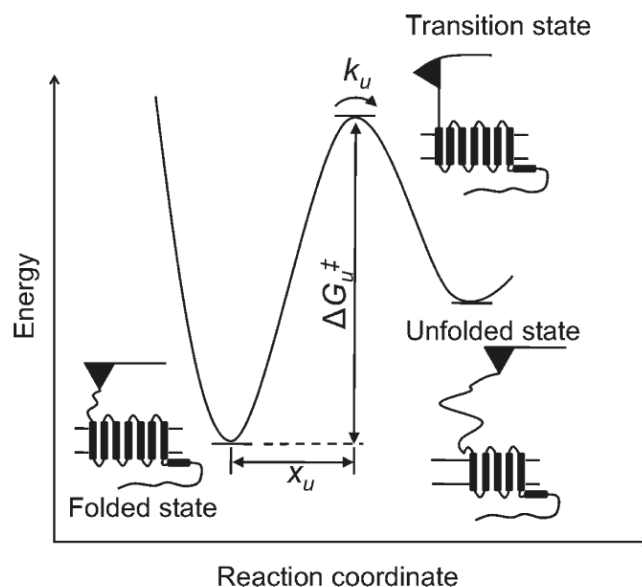 Transition state
k_u
Energy
ΔG_u‡
Unfolded state
x_u
Folded state
Reaction coordinate